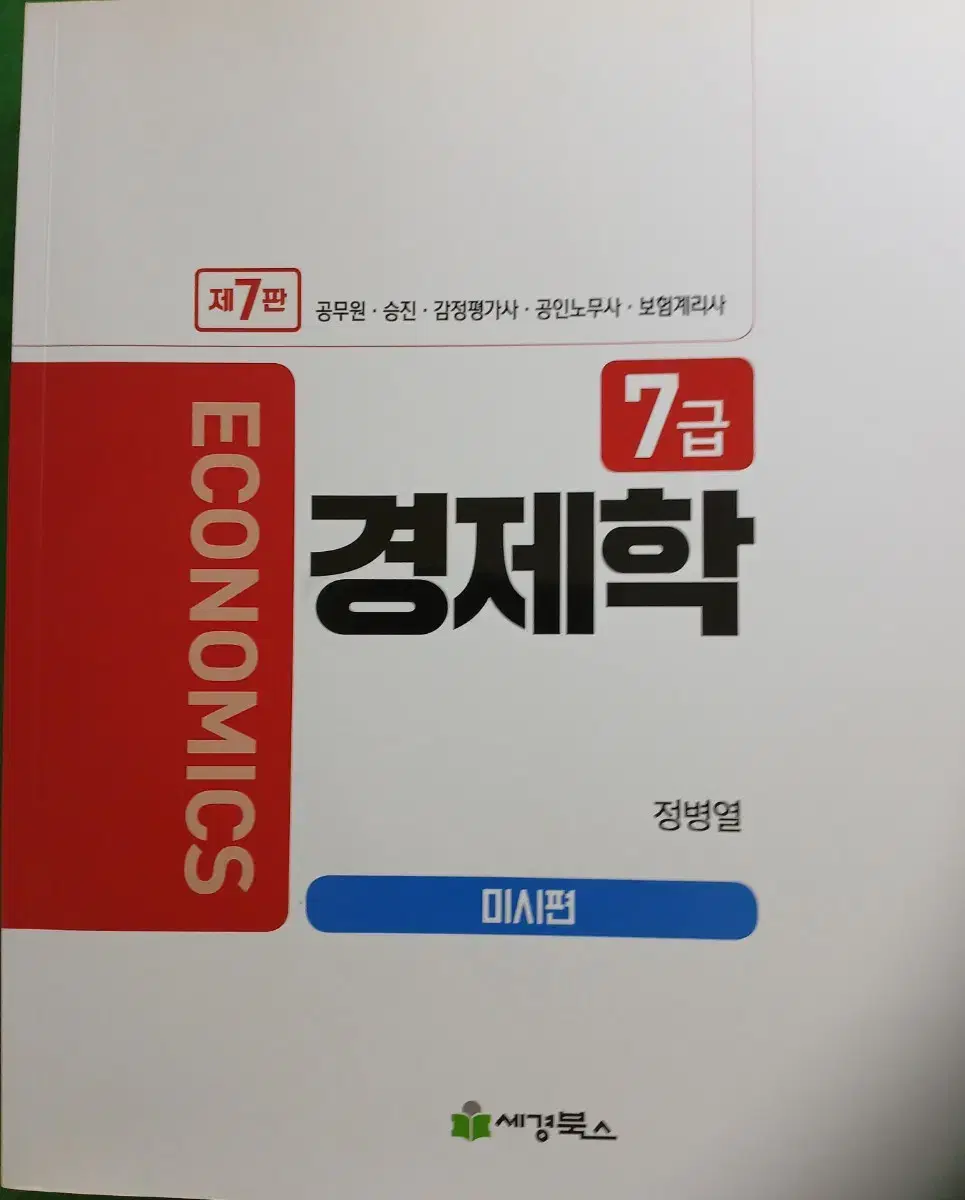 제7판
공무원 · 승진 · 감정평가사 · 공인노무사 · 보험계리사
7급
경제학
ECONOMICS
정병열
미시편
세경북스